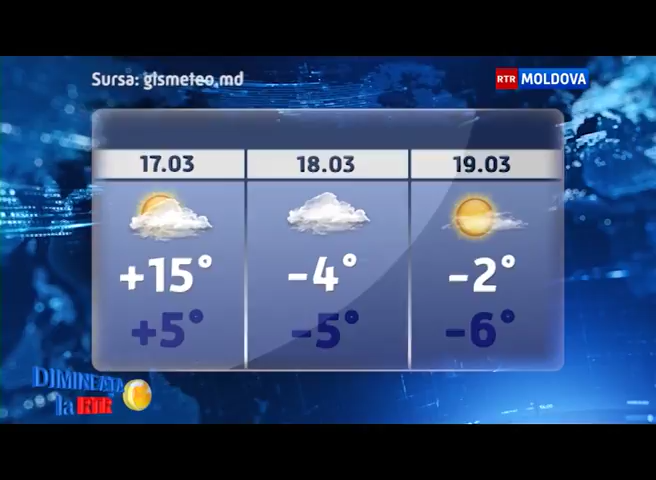 Sursa: gismeteo.md
RTR MOLDOVA
17.03 18.03 19.03
+15° -4° -2°
+5° -5° -6°
DIMINEAȚA
la RTR